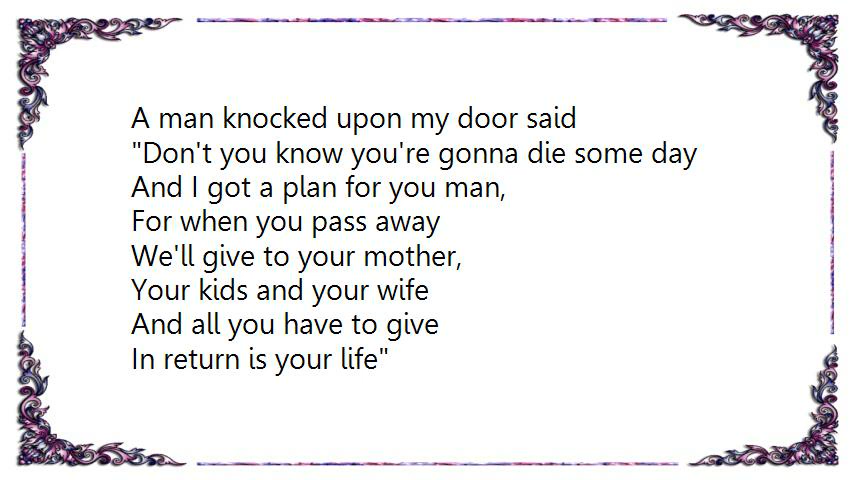 A man knocked upon my door said
"Don't you know you're gonna die some day
And I got a plan for you man,
For when you pass away
We'll give to your mother,
Your kids and your wife
And all you have to give
In return is your life"